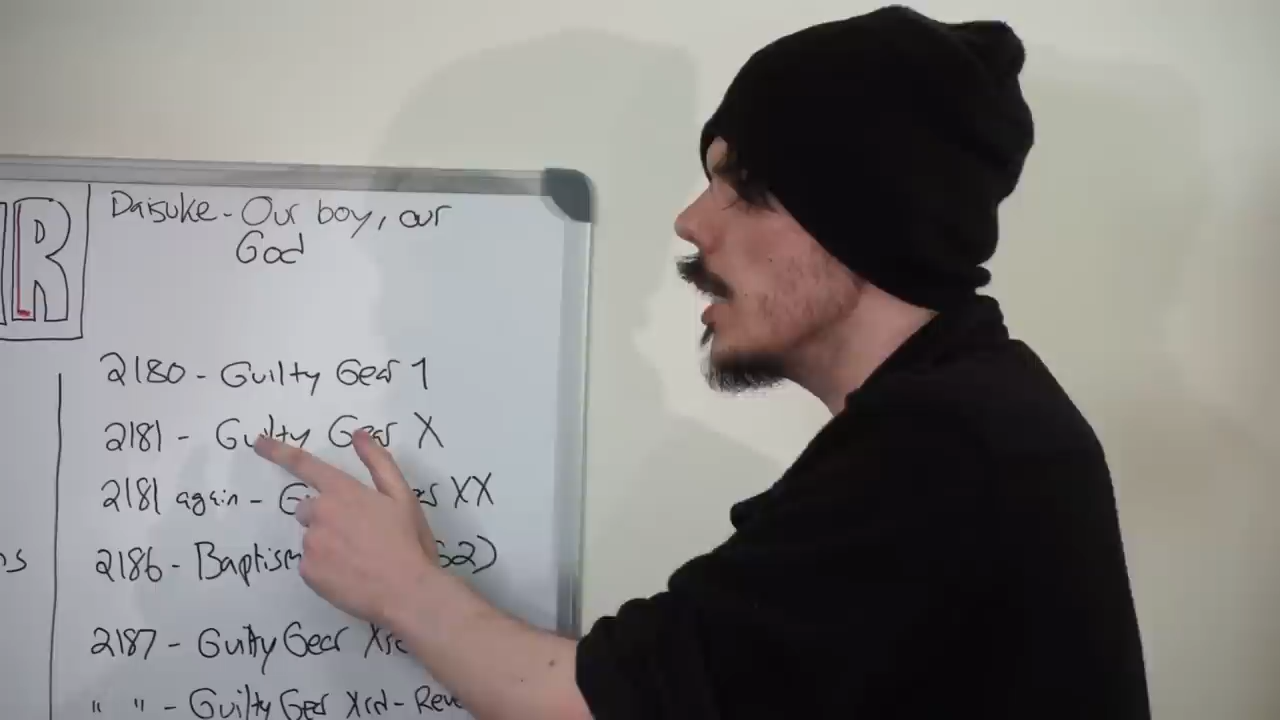 R
Daisuke - Our boy, our
God
2180 - Guilty Gear 1
2181 - Guilty Gear X
2181 again - XX
2186 - Baptism
2187 - Guilty Gear
" " - Guilty Gear Xrd -